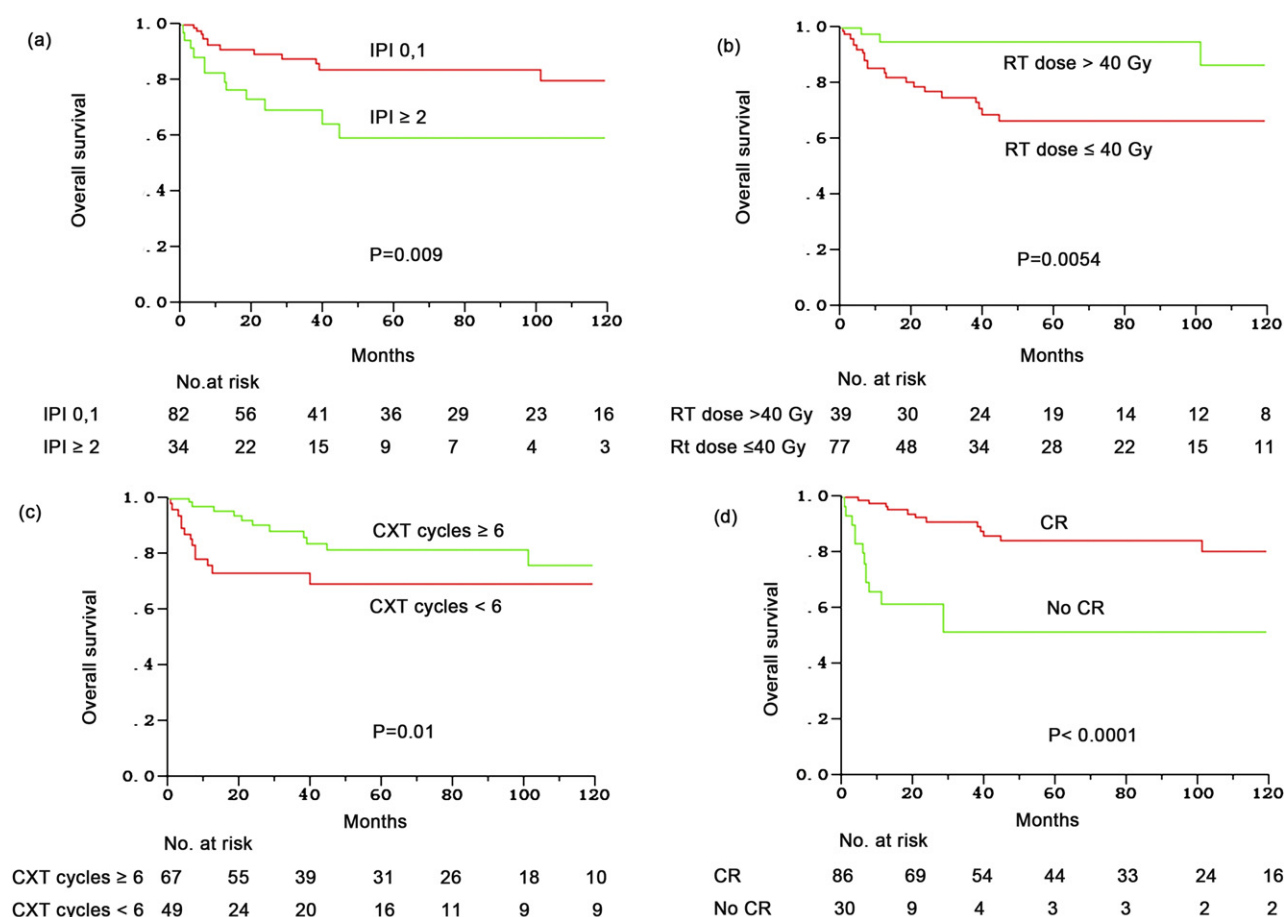 (a)
Overall survival
1. 0
. 8
. 6
. 4
. 2
0. 0
IPI 0,1
IPI ≥ 2
P=0.009
0 20 40 60 80 100 120
Months
No.at risk
IPI 0,1 82 56 41 36 29 23 16
IPI ≥ 2 34 22 15 9 7 4 3
(b)
Overall survival
1. 0
. 8
. 6
. 4
. 2
0. 0
RT dose > 40 Gy
RT dose ≤ 40 Gy
P=0.0054
0 20 40 60 80 100 120
Months
No. at risk
RT dose >40 Gy 39 30 24 19 14 12 8
Rt dose ≤40 Gy 77 48 34 28 22 15 11
(c)
Overall survival
1. 0
. 8
. 6
. 4
. 2
0. 0
CXT cycles ≥ 6
CXT cycles < 6
P=0.01
0 20 40 60 80 100 120
Months
No. at risk
CXT cycles ≥ 6 67 55 39 31 26 18 10
CXT cycles < 6 49 24 20 16 11 9 9
(d)
Overall survival
1. 0
. 8
. 6
. 4
. 2
0. 0
CR
No CR
P< 0.0001
0 20 40 60 80 100 120
Months
No. at risk
CR 86 69 54 44 33 24 16
No CR 30 9 4 3 3 2 2